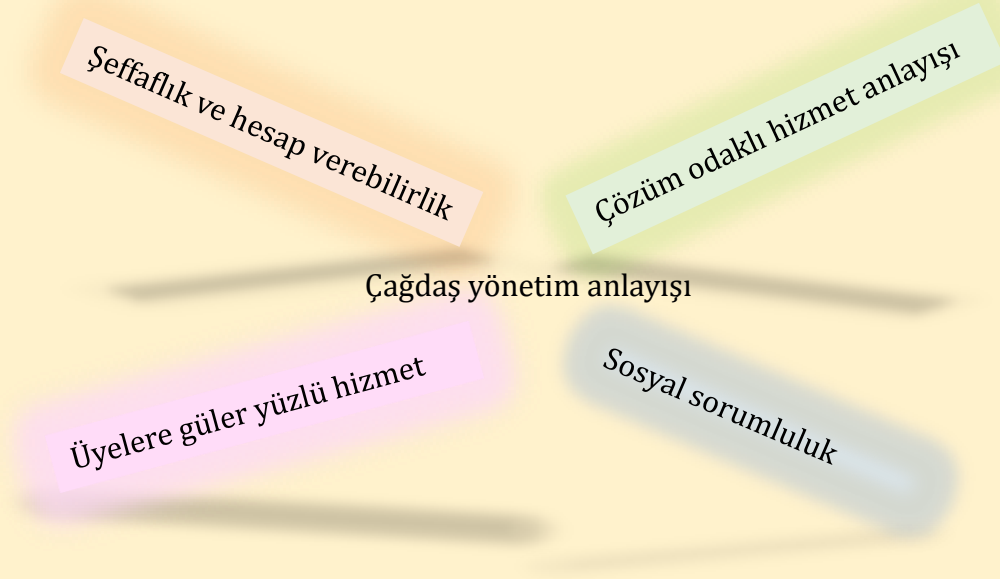 Şeffaflık ve hesap verebilirlik
Çözüm odaklı hizmet anlayışı
Çağdaş yönetim anlayışı
Üyelere güler yüzlü hizmet
Sosyal sorumluluk